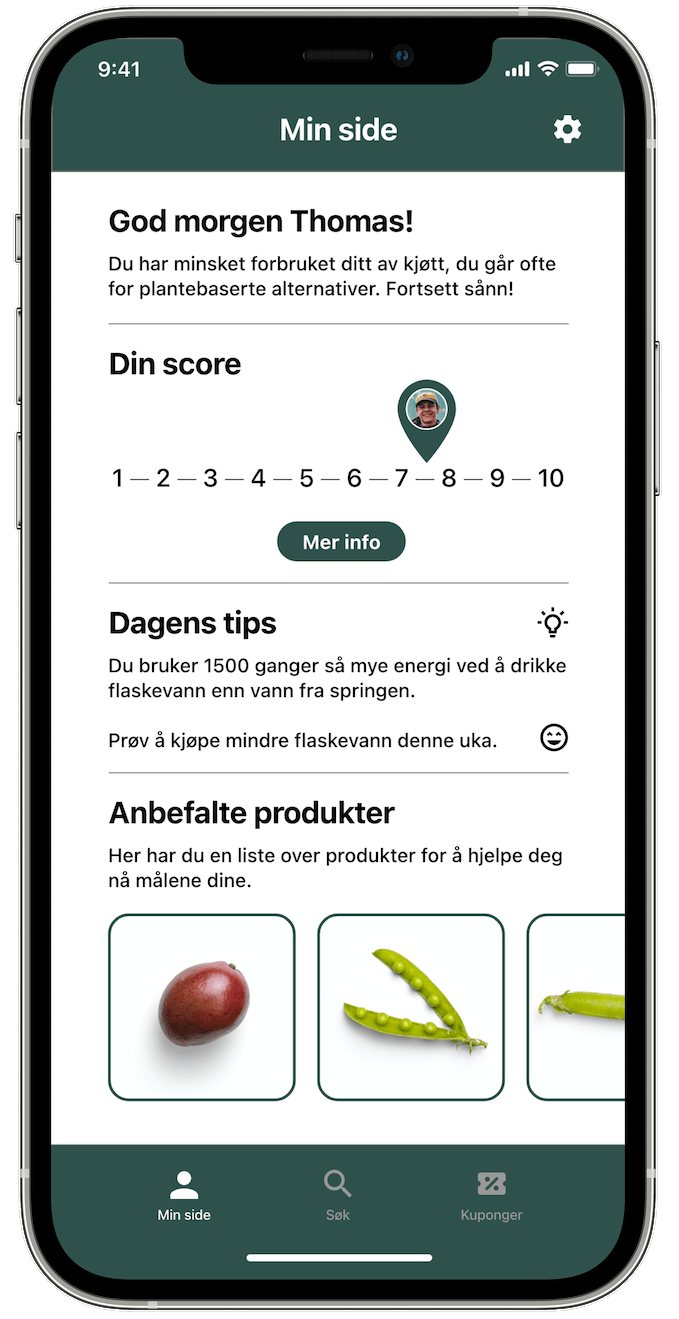 9:41
Min side
God morgen Thomas!
Du har minsket forbruket ditt av kjøtt, du går ofte
for plantebaserte alternativer. Fortsett sånn!
Din score
1 — 2 — 3 — 4 — 5 — 6 — 7 — 8 — 9 — 10
Mer info
Dagens tips
Du bruker 1500 ganger så mye energi ved å drikke
flaskevann enn vann fra springen.
Prøv å kjøpe mindre flaskevann denne uka.
Anbefalte produkter
Her har du en liste over produkter for å hjelpe deg
nå målene dine.
Min side Søk Kuponger